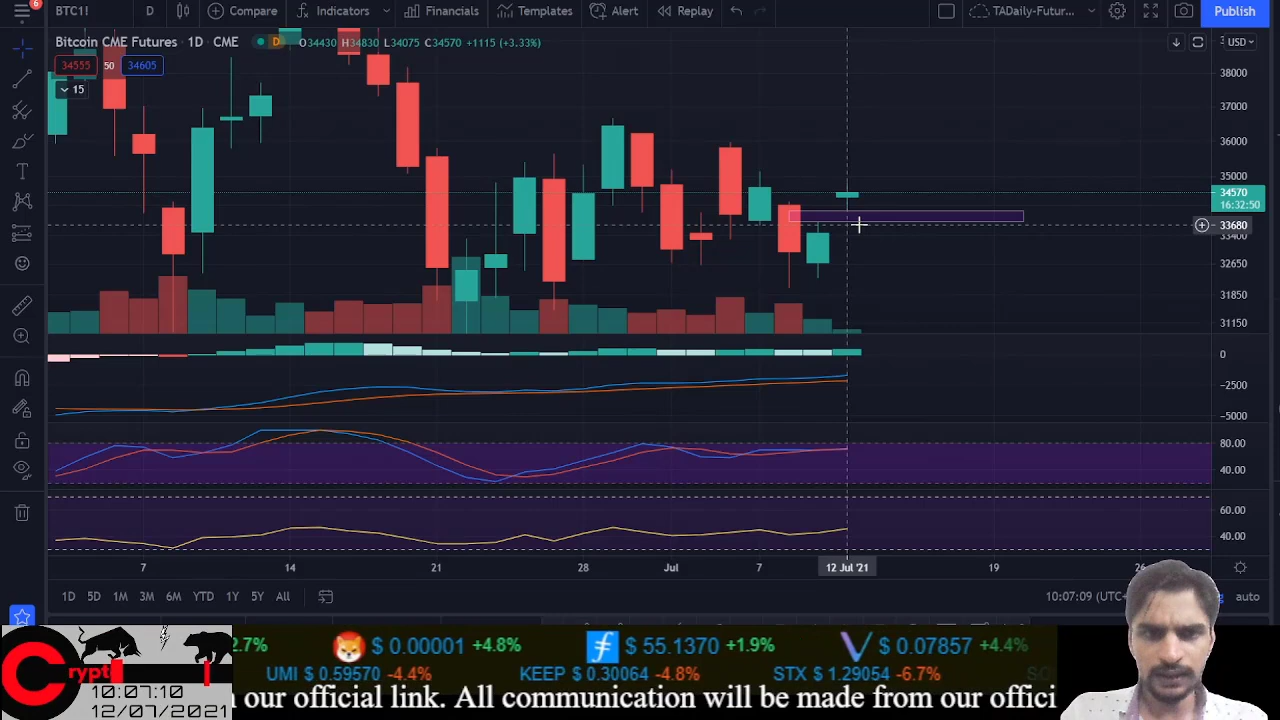 6
BTC1! D Compare Indicators Financials Templates Alert Replay TADaily-Futur... Publish
Bitcoin CME Futures · 1D · CME D O34430 H34830 L34075 C34570 +1115 (+3.33%)
USD
34555 50 34605
15
38000
37000
36000
35000
34570
16:32:50
33680
33400
32650
31850
31150
0
-2500
-5000
80.00
40.00
60.00
40.00
7 14 21 28 Jul 7 12 Jul '21 19 26
1D 5D 1M 3M 6M YTD 1Y 5Y All 10:07:09 (UTC+ auto
2.7% $ 0.00001 +4.8% $ 55.1370 +1.9% $ 0.07857 +4.4%
UMI $ 0.59570 -4.4% KEEP $ 0.30064 -4.8% STX $ 1.29054 -6.7%
Crypt
10:07:10
12/07/2021
our official link. All communication will be made from our offici